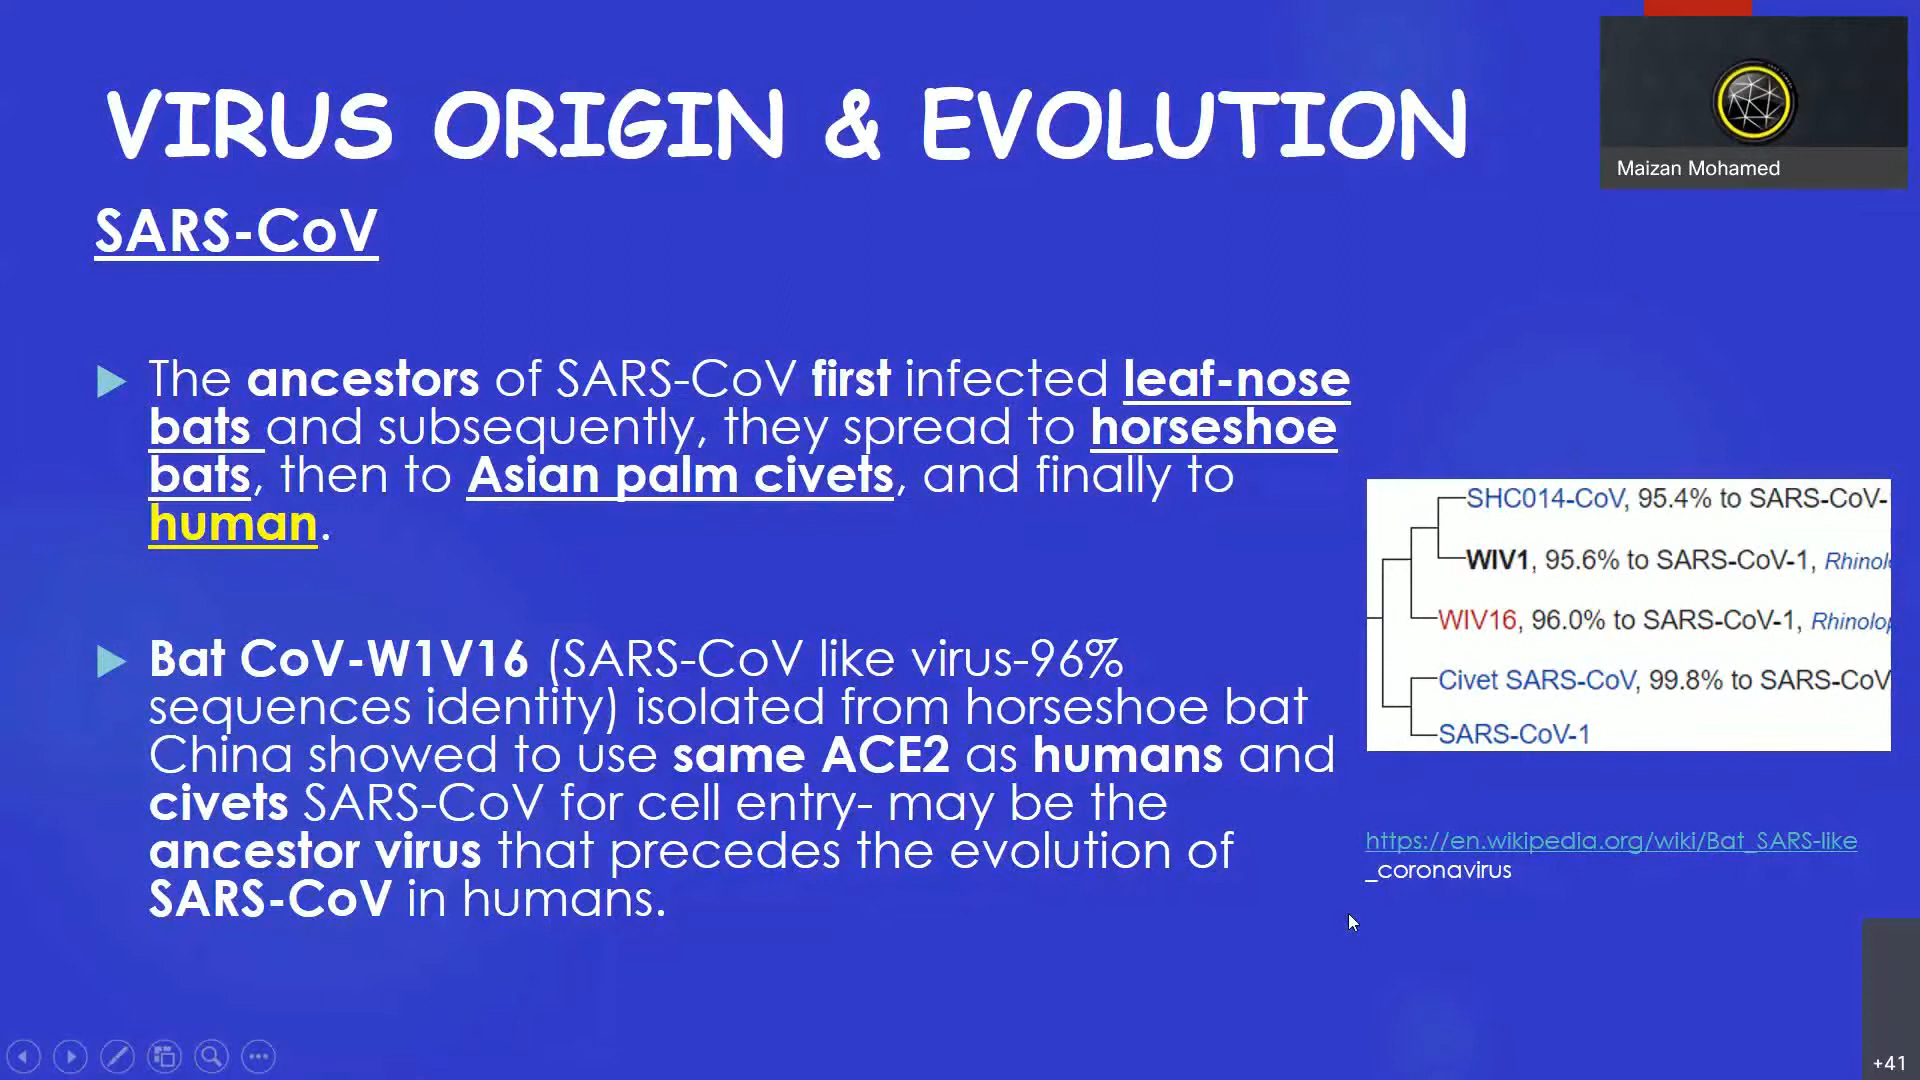 VIRUS ORIGIN & EVOLUTION
Maizan Mohamed
SARS-CoV
The ancestors of SARS-CoV first infected leaf-nose
bats and subsequently, they spread to horseshoe
bats, then to Asian palm civets, and finally to
human.
Bat CoV-W1V16 (SARS-CoV like virus-96%
sequences identity) isolated from horseshoe bat
China showed to use same ACE2 as humans and
civets SARS-CoV for cell entry- may be the
ancestor virus that precedes the evolution of
SARS-CoV in humans.
SHC014-CoV, 95.4% to SARS-CoV-
WIV1, 95.6% to SARS-CoV-1, Rhinol
WIV16, 96.0% to SARS-CoV-1, Rhinolo
Civet SARS-CoV, 99.8% to SARS-CoV
SARS-CoV-1
https://en.wikipedia.org/wiki/Bat_SARS-like
_coronavirus
+41